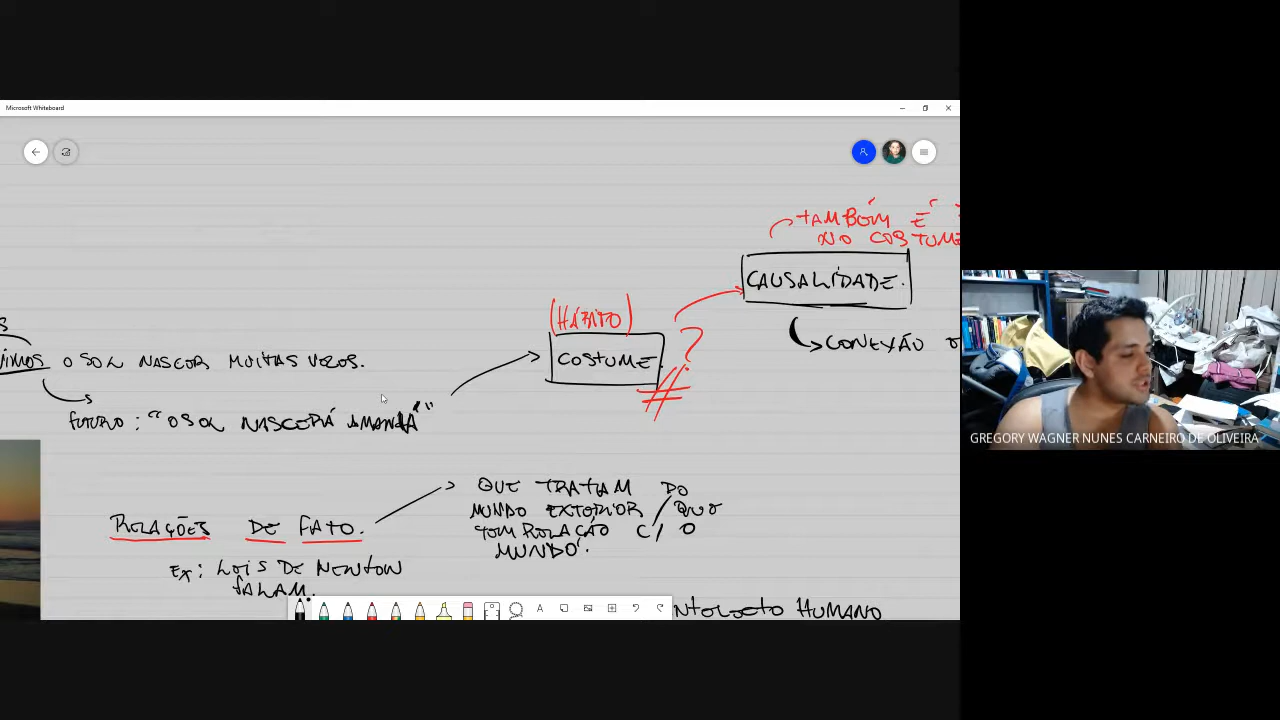 Microsoft Whiteboard
TAMBÉM É
NO COSTUME
CAUSALIDADE.
CONEXÃO
(HÁBITO)
COSTUME
?
VIMOS O SOL NASCER MUITAS VEZES.
FUTURO: "O SOL NASCERÁ AMANHÃ"
QUE TRATAM DO
MUNDO EXTERIOR / QUE
TEM RELAÇÃO C/ O
MUNDO.
RELAÇÕES DE FATO.
EX: LEIS DE NEWTON
FALAM.
HUMANO
GREGORY WAGNER NUNES CARNEIRO DE OLIVEIRA